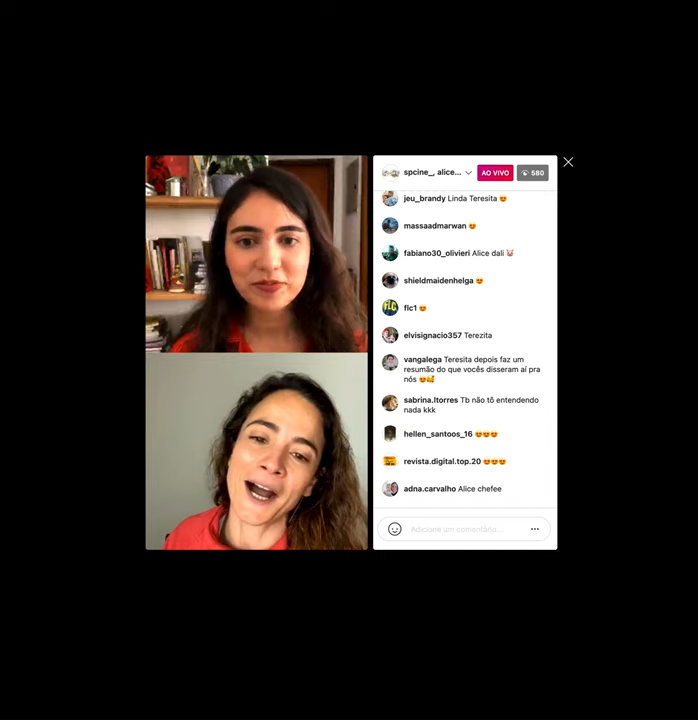 spcine_, alice...
AO VIVO
580
jeu_brandy Linda Teresita 😍
massaadmarwan 😍
fabiano30_olivieri Alice dali 🐰
shieldmaidenhelga 😍
FLC
flc1 😍
elvisignacio357 Terezita
vangalega Teresita depois faz um
resumão do que vocês disseram aí pra
nós 😍🥰
sabrina.ltorres Tb não tô entendendo
nada kkk
hellen_santoos_16 😍😍😍
revista.digital.top.20 😍😍😍
adna.carvalho Alice chefee
Adicione um comentário...